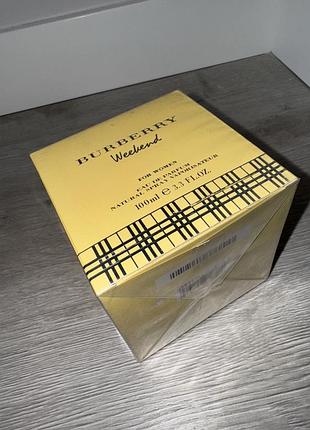 BURBERRY
Weekend
FOR WOMEN
EAU DE PARFUM
NATURAL SPRAY VAPORISATEUR
100ml e 3.3 FL.OZ.